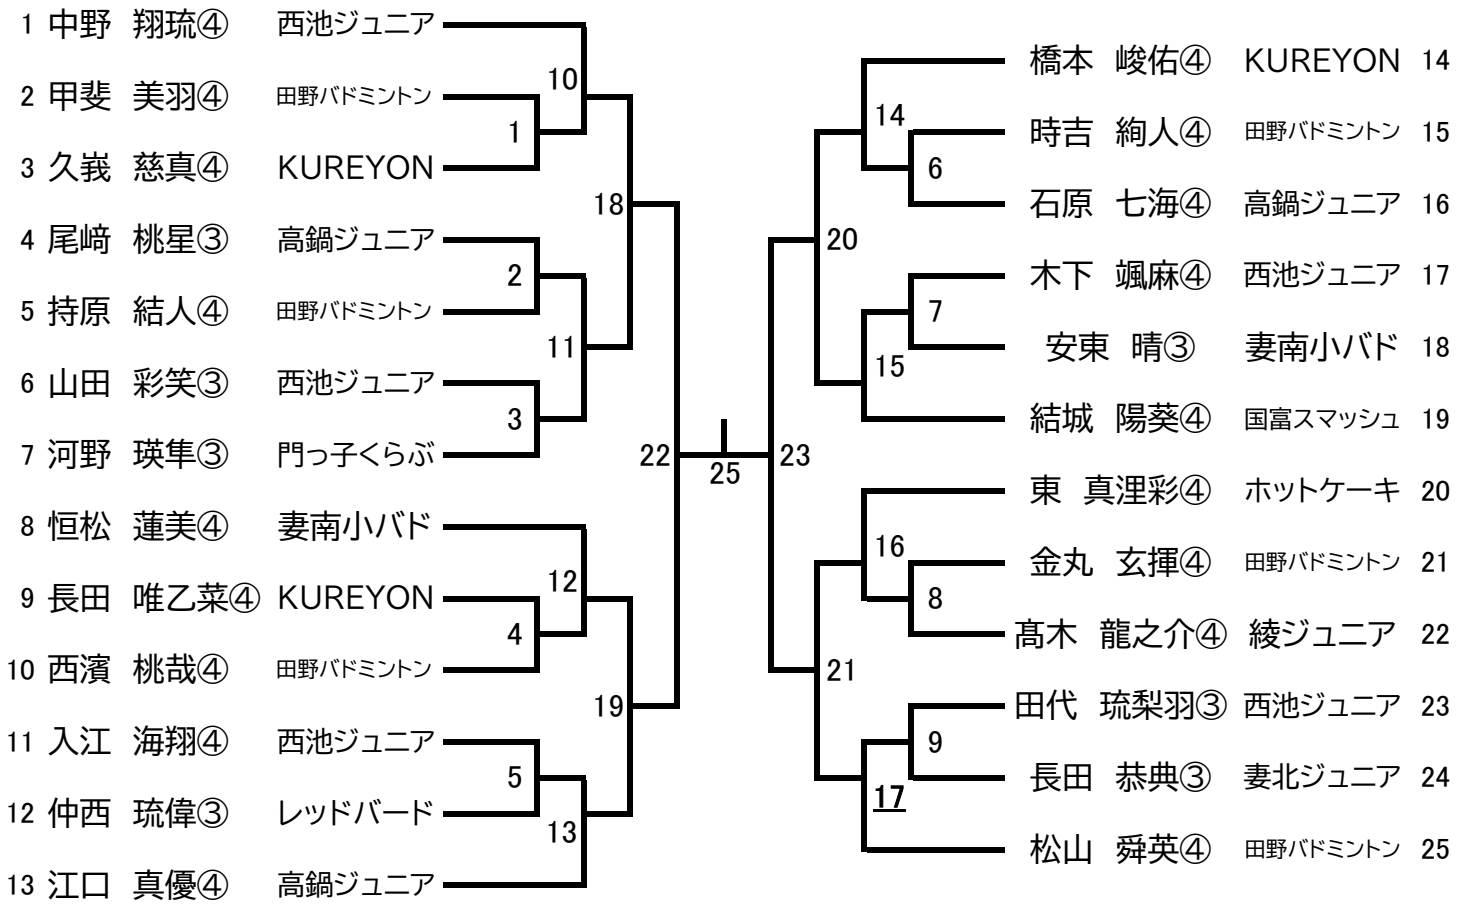 1 中野 翔琉④ 西池ジュニア
2 甲斐 美羽④ 田野バドミントン
3 久峩 慈真④ KUREYON
4 尾﨑 桃星③ 高鍋ジュニア
5 持原 結人④ 田野バドミントン
6 山田 彩笑③ 西池ジュニア
7 河野 瑛隼③ 門っ子くらぶ
8 恒松 蓮美④ 妻南小バド
9 長田 唯乙菜④ KUREYON
10 西濱 桃哉④ 田野バドミントン
11 入江 海翔④ 西池ジュニア
12 仲西 琉偉③ レッドバード
13 江口 真優④ 高鍋ジュニア
10
1
18
2
11
3
22
12
4
19
5
13
25
23
14
6
20
7
15
16
8
21
9
17
橋本 峻佑④ KUREYON 14
時吉 絢人④ 田野バドミントン 15
石原 七海④ 高鍋ジュニア 16
木下 颯麻④ 西池ジュニア 17
安東 晴③ 妻南小バド 18
結城 陽葵④ 国富スマッシュ 19
東 真浬彩④ ホットケーキ 20
金丸 玄揮④ 田野バドミントン 21
髙木 龍之介④ 綾ジュニア 22
田代 琉梨羽③ 西池ジュニア 23
長田 恭典③ 妻北ジュニア 24
松山 舜英④ 田野バドミントン 25